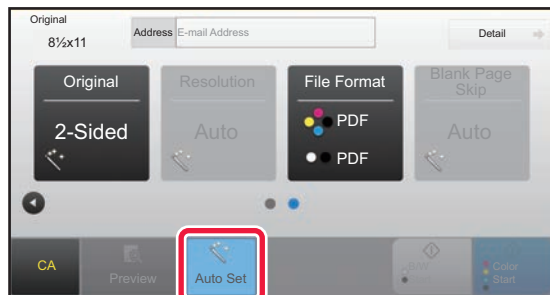 Original
8½x11
Address E-mail Address
Detail
Original
2-Sided
Resolution
Auto
File Format
PDF
PDF
Blank Page
Skip
Auto
CA
Preview
Auto Set
B/W
Start
Color
Start